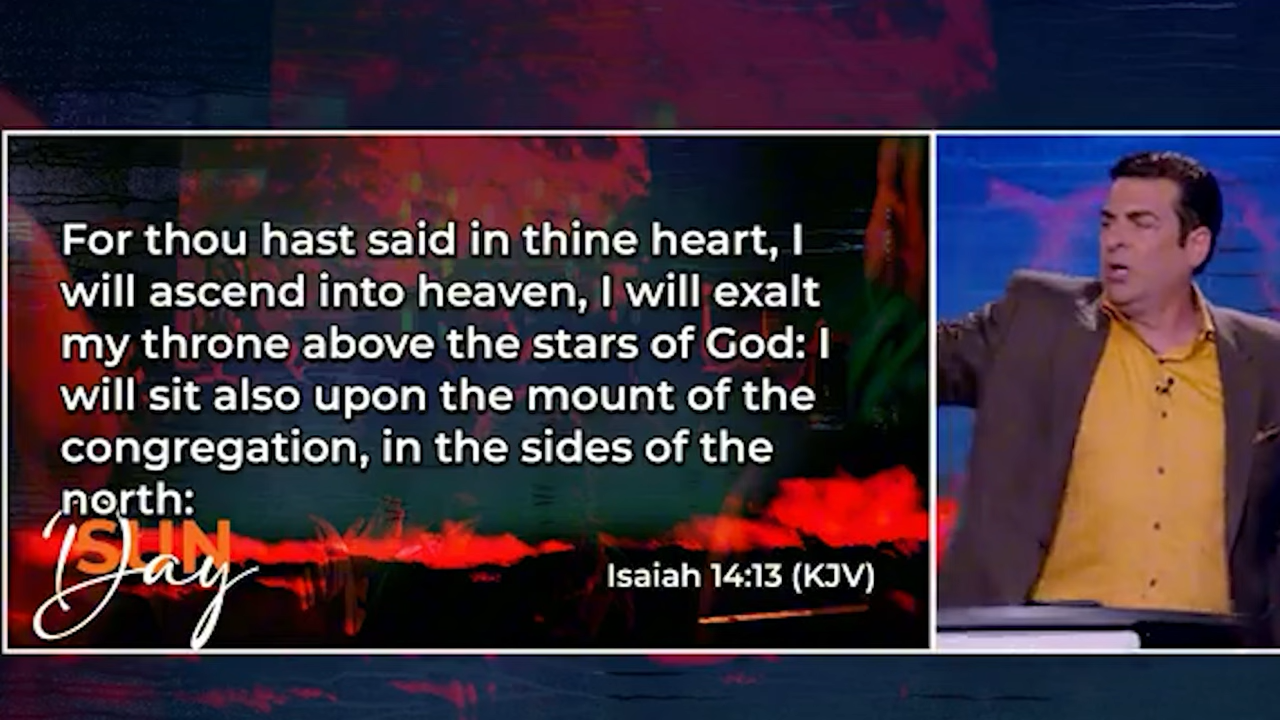 For thou hast said in thine heart, I
will ascend into heaven, I will exalt
my throne above the stars of God: I
will sit also upon the mount of the
congregation, in the sides of the
north:
SUN
Day
Isaiah 14:13 (KJV)